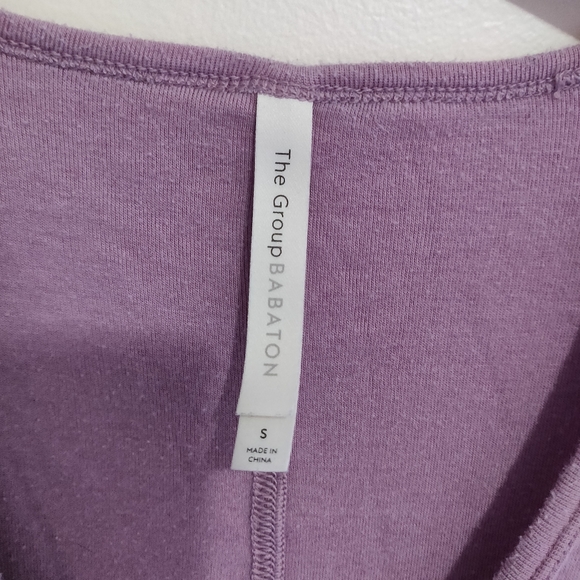 The Group BABATON
S
MADE IN
CHINA